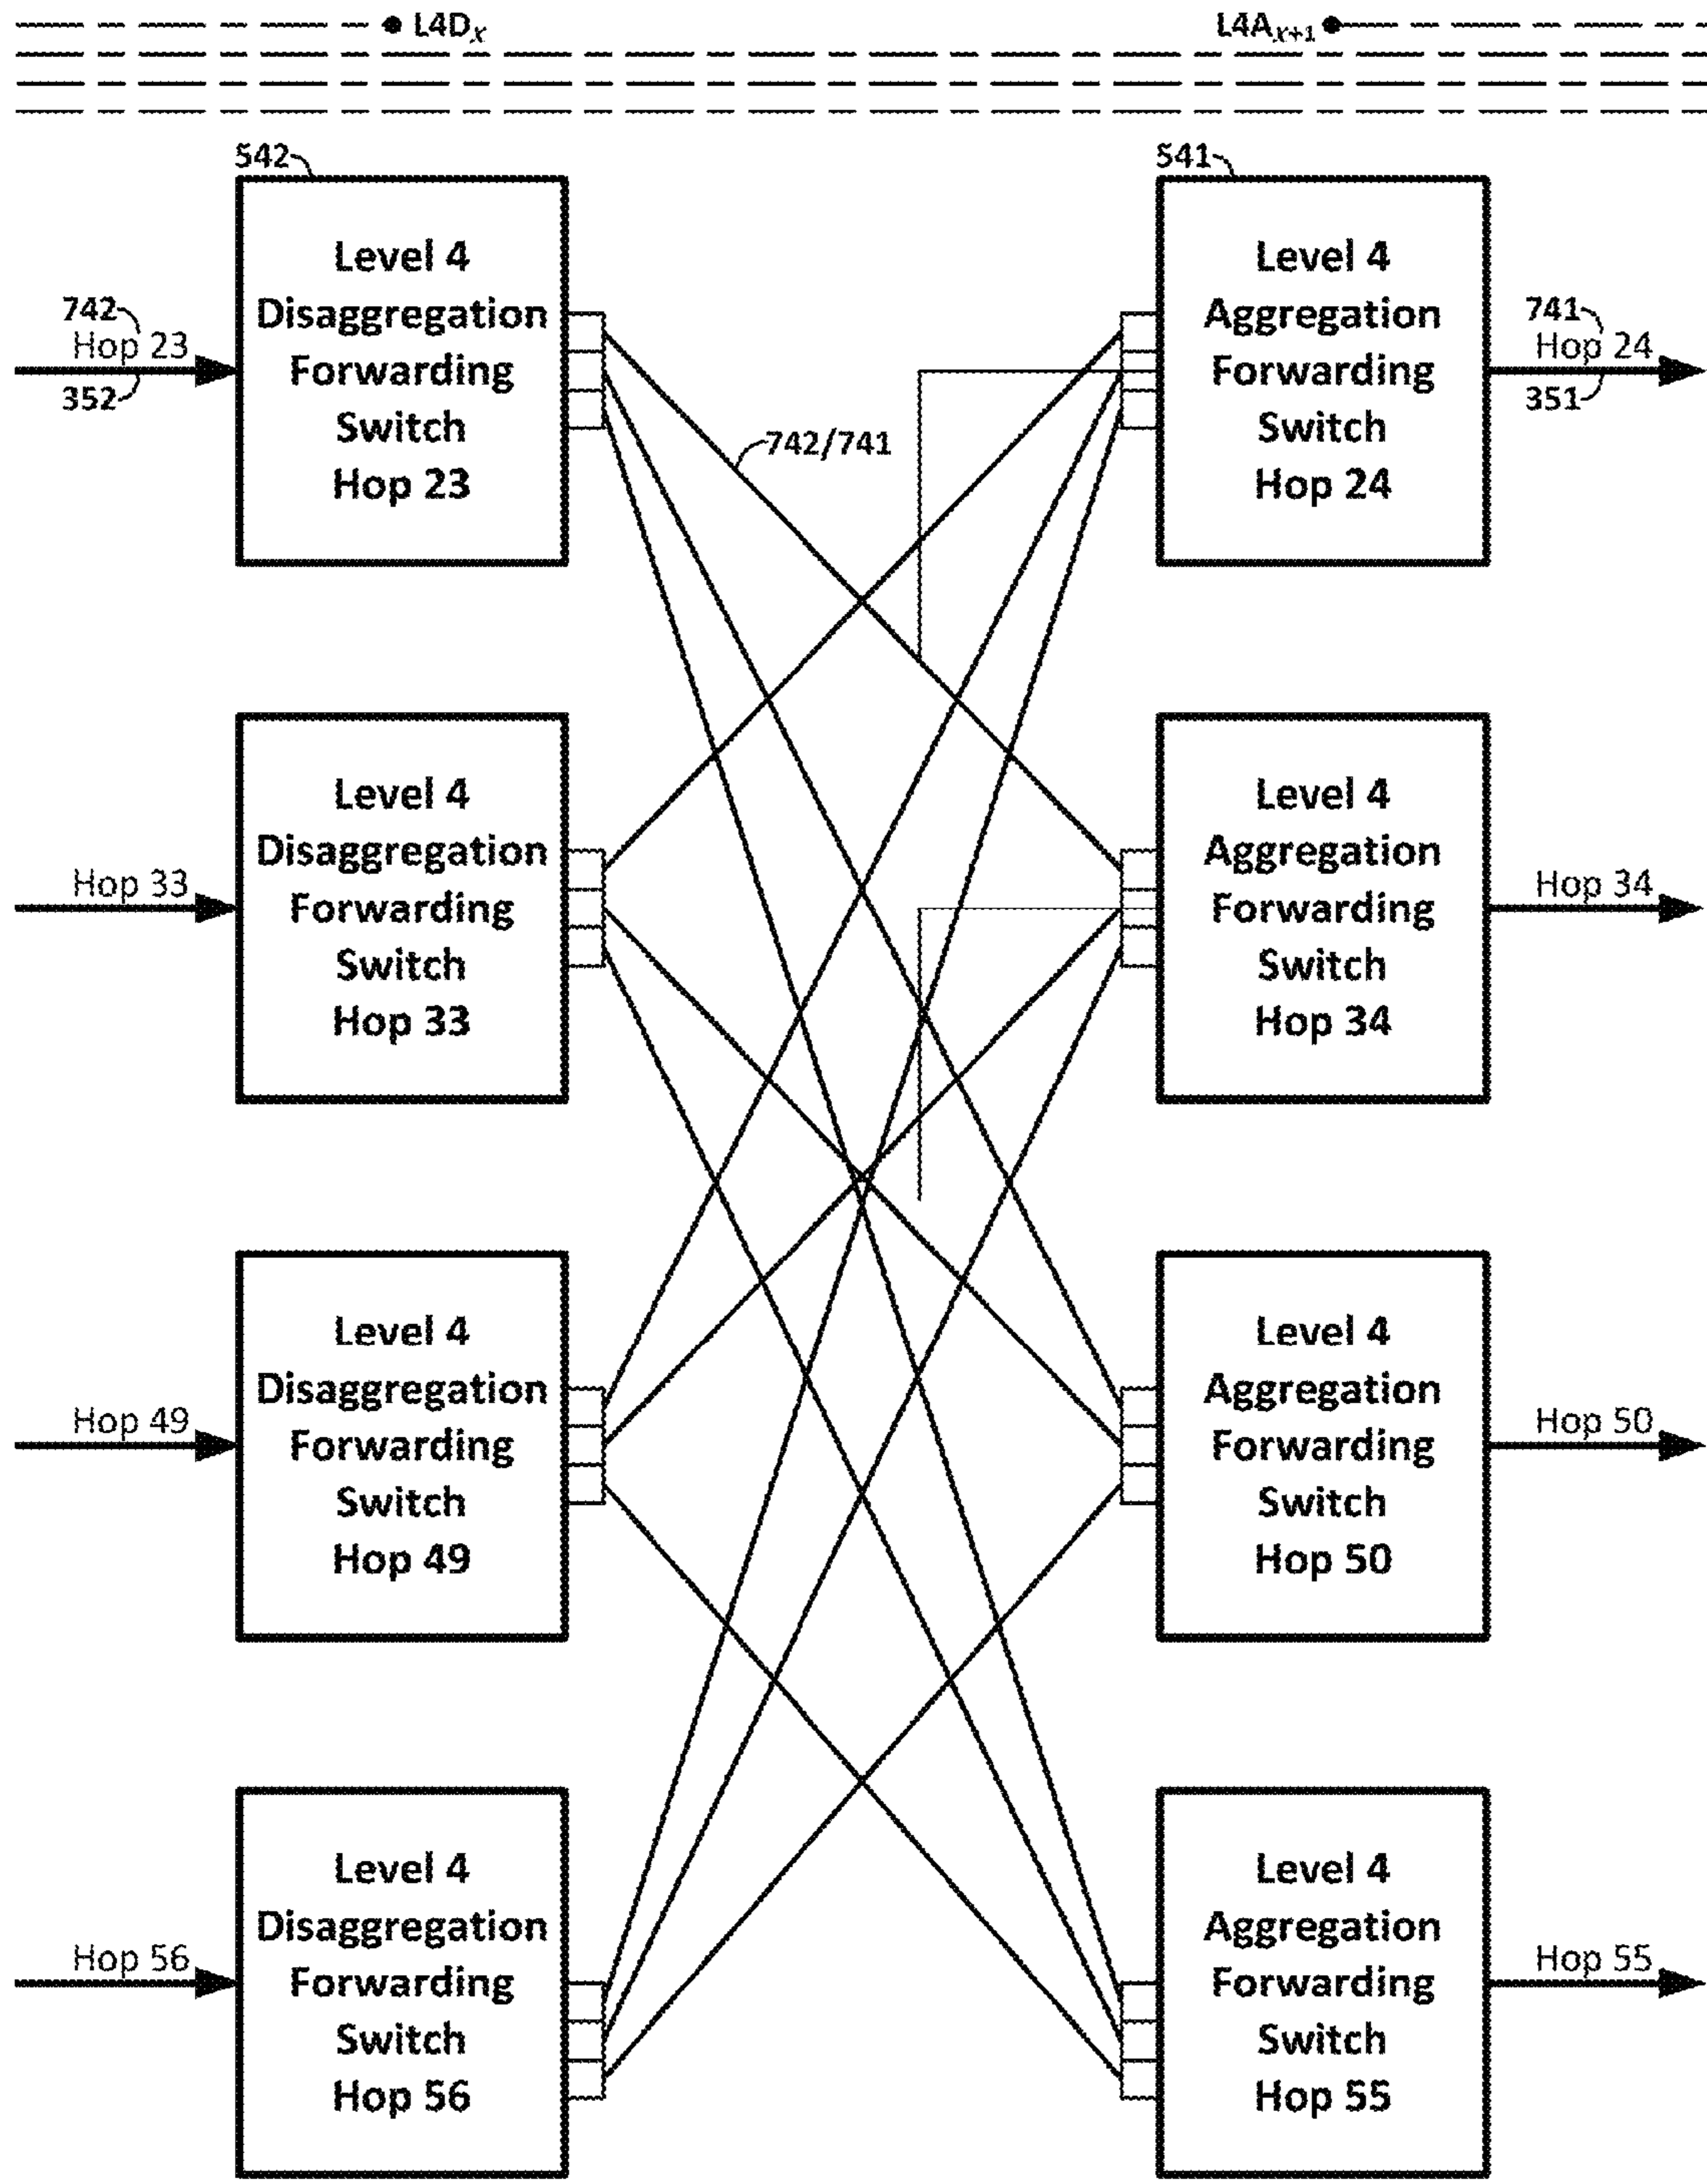 L4Dx L4Ax+1
542 541
Level 4
Disaggregation
Forwarding
Switch
Hop 23
Level 4
Aggregation
Forwarding
Switch
Hop 24
742
Hop 23
352
741
Hop 24
351
742/741
Hop 33
Level 4
Disaggregation
Forwarding
Switch
Hop 33
Level 4
Aggregation
Forwarding
Switch
Hop 34
Hop 34
Hop 49
Level 4
Disaggregation
Forwarding
Switch
Hop 49
Level 4
Aggregation
Forwarding
Switch
Hop 50
Hop 50
Hop 56
Level 4
Disaggregation
Forwarding
Switch
Hop 56
Level 4
Aggregation
Forwarding
Switch
Hop 55
Hop 55